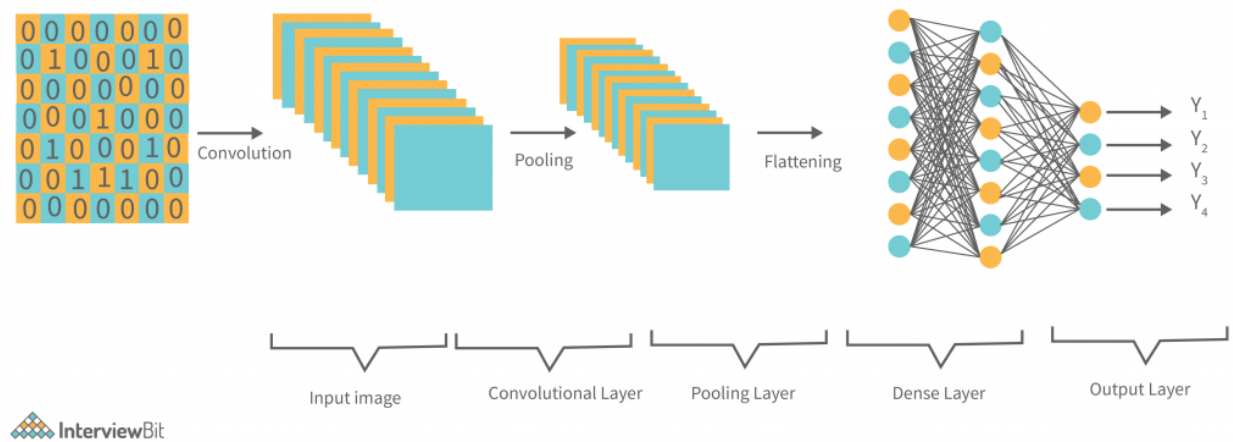 0 0 0 0 0 0 0
0 1 0 0 0 1 0
0 0 0 0 0 0 0
0 0 0 1 0 0 0
0 1 0 0 0 1 0
0 0 1 1 1 0 0
0 0 0 0 0 0 0
Convolution
Pooling
Flattening
Y1
Y2
Y3
Y4
Input image
Convolutional Layer
Pooling Layer
Dense Layer
Output Layer
InterviewBit